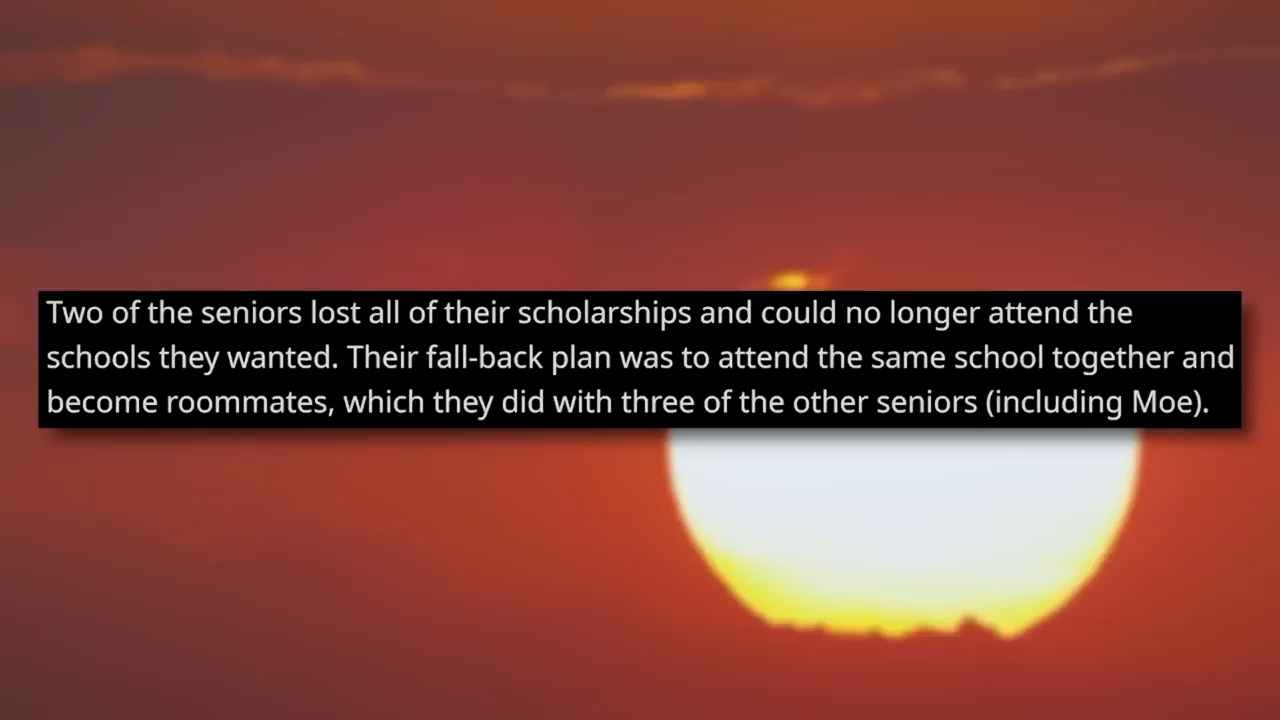 Two of the seniors lost all of their scholarships and could no longer attend the
schools they wanted. Their fall-back plan was to attend the same school together and
become roommates, which they did with three of the other seniors (including Moe).